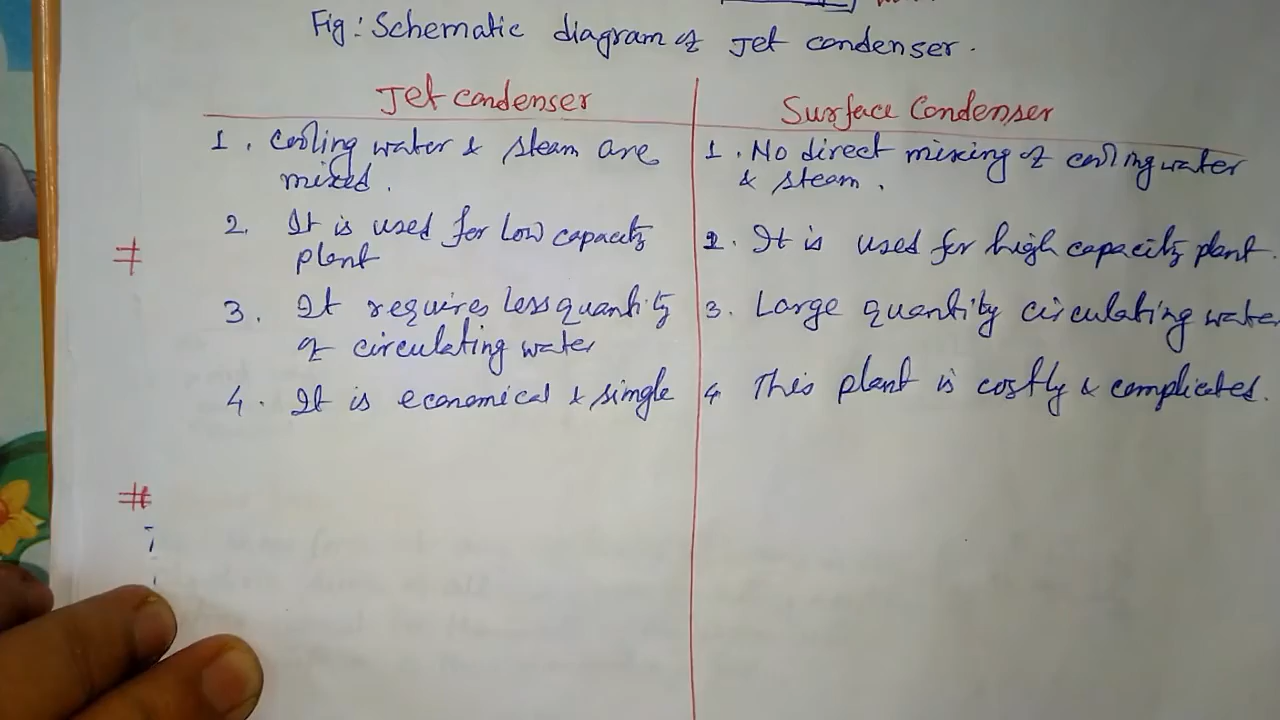 Fig: Schematic diagram of Jet condenser.
Jet condenser
Surface Condenser
1. Cooling water & steam are
mixed.
2. It is used for low capacity
plant
3. It requires less quantity
of circulating water
4. It is economical & simple
1. No direct mixing of cooling water
& steam.
2. It is used for high capacity plant.
3. Large quantity circulating water
4. This plant is costly & complicated.